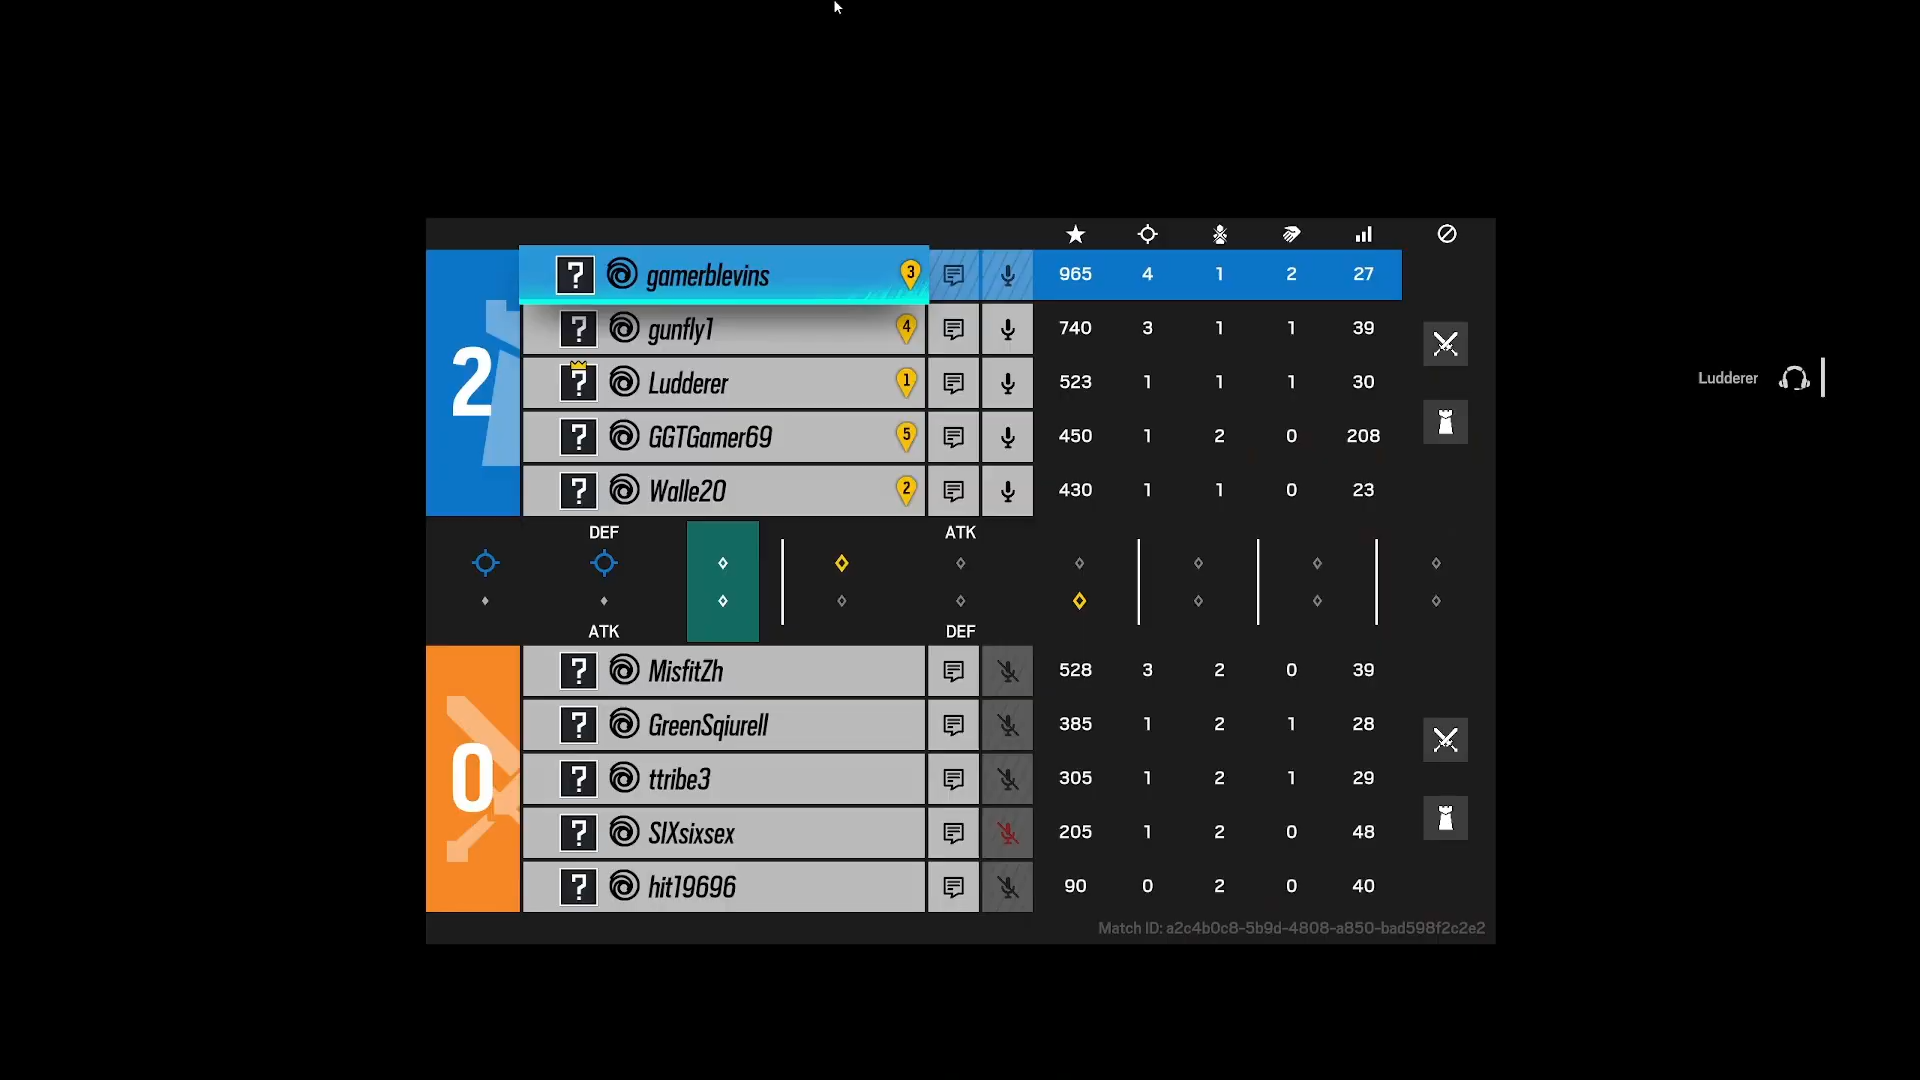 2
? gamerblevins 3 965 4 1 2 27
? gunfly1 4 740 3 1 1 39
? Ludderer 1 523 1 1 1 30
? GGTGamer69 5 450 1 2 0 208
? Walle20 2 430 1 1 0 23
Ludderer
DEF ATK
ATK DEF
0
? MisfitZh 528 3 2 0 39
? GreenSqiurell 385 1 2 1 28
? ttribe3 305 1 2 1 29
? SIXsixsex 205 1 2 0 48
? hit19696 90 0 2 0 40
Match ID: a2c4b0c8-5b9d-4808-a850-bad598f2c2e2